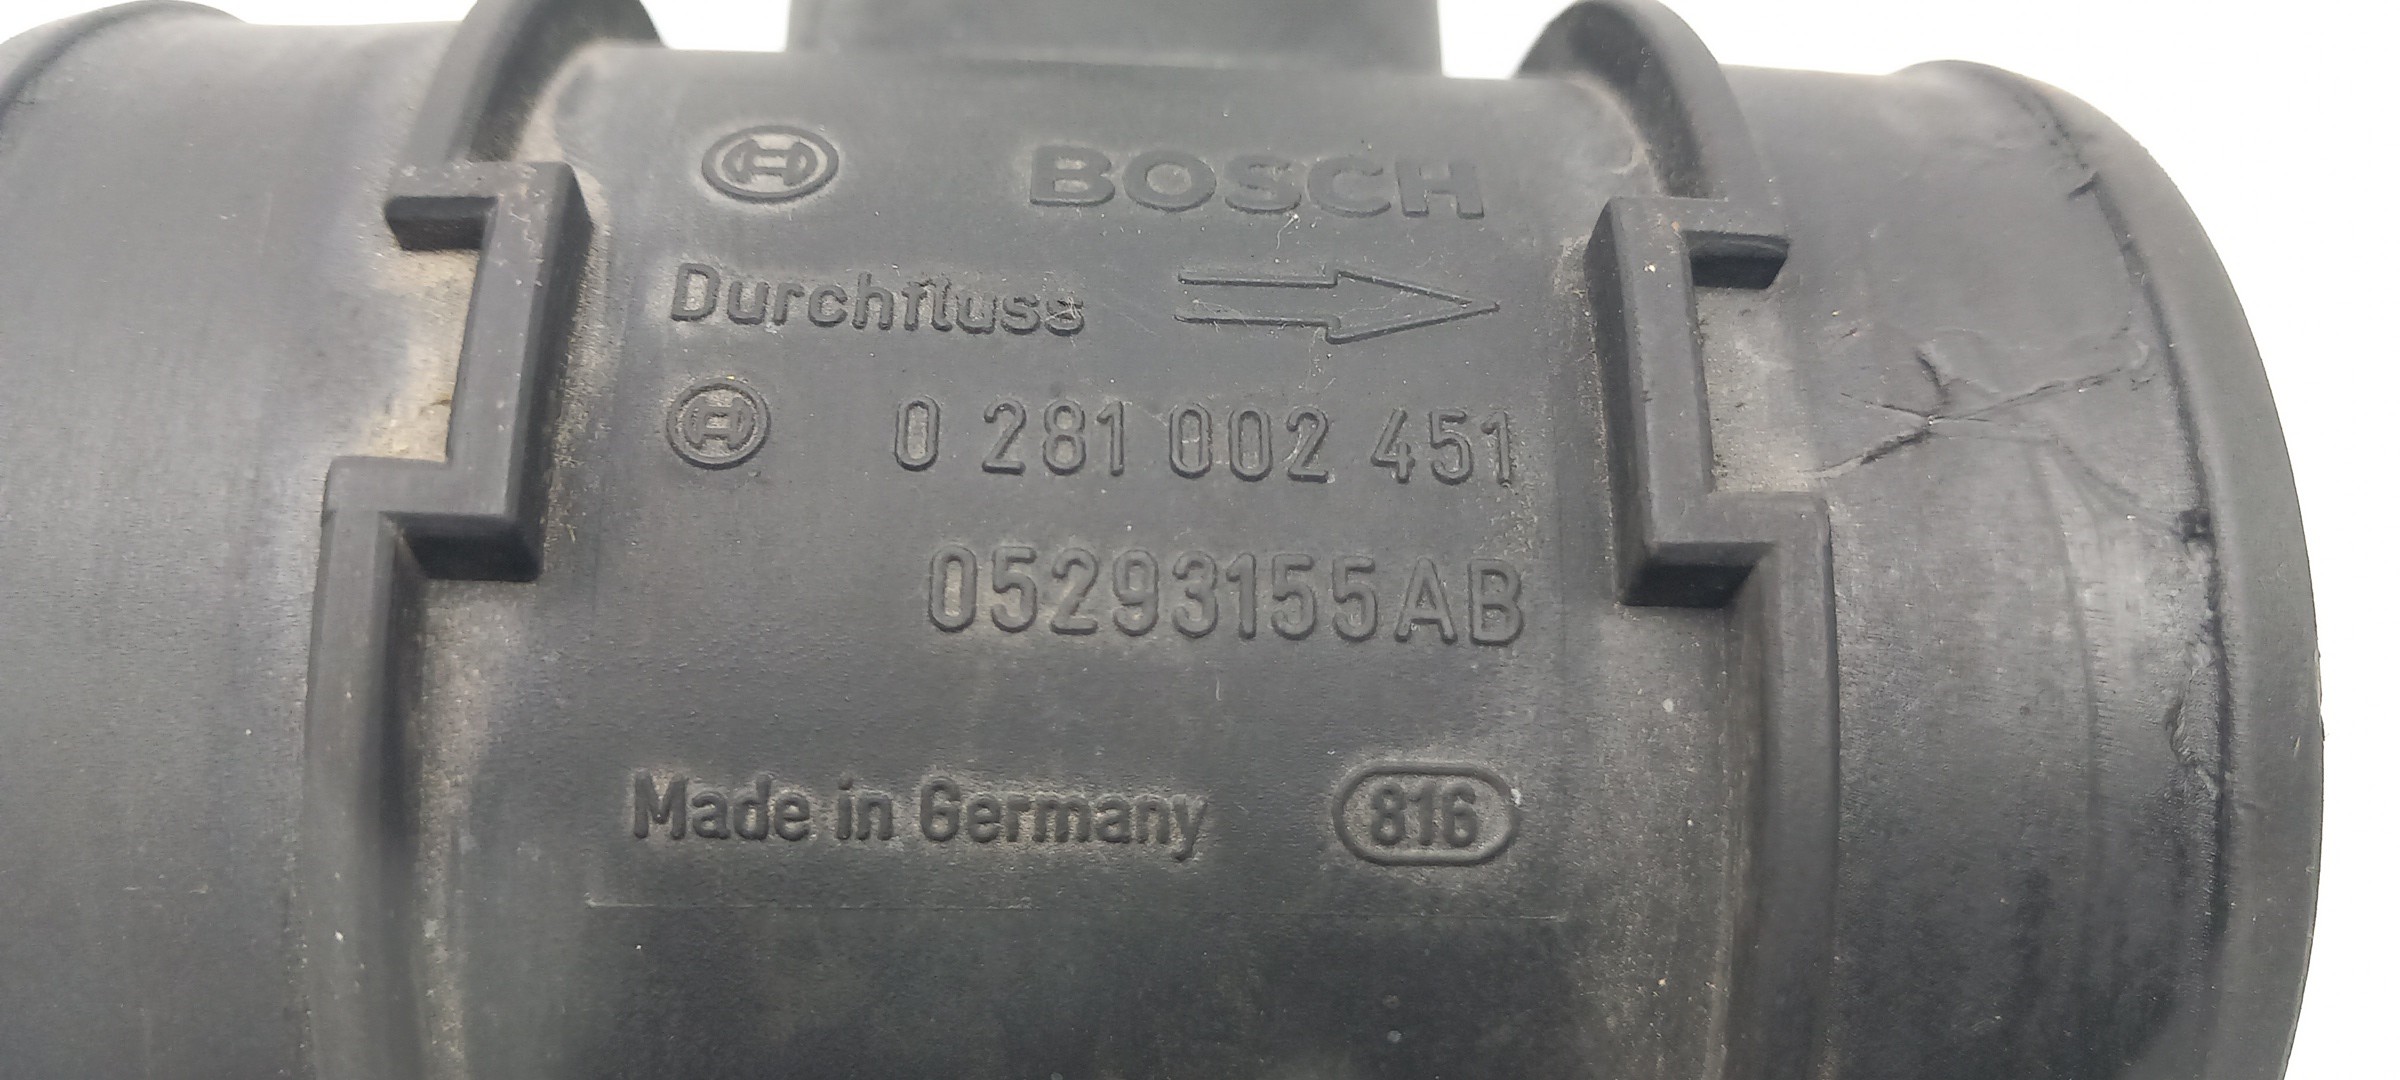 BOSCH
Durchfluss
0 281 002 451
05293155AB
Made in Germany 816